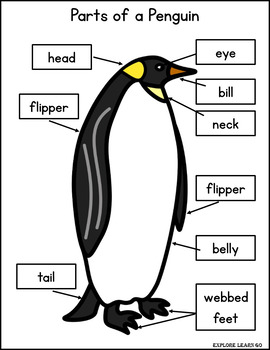 Parts of a Penguin
head
eye
bill
flipper
neck
flipper
belly
tail
webbed
feet
EXPLORE LEARN GO